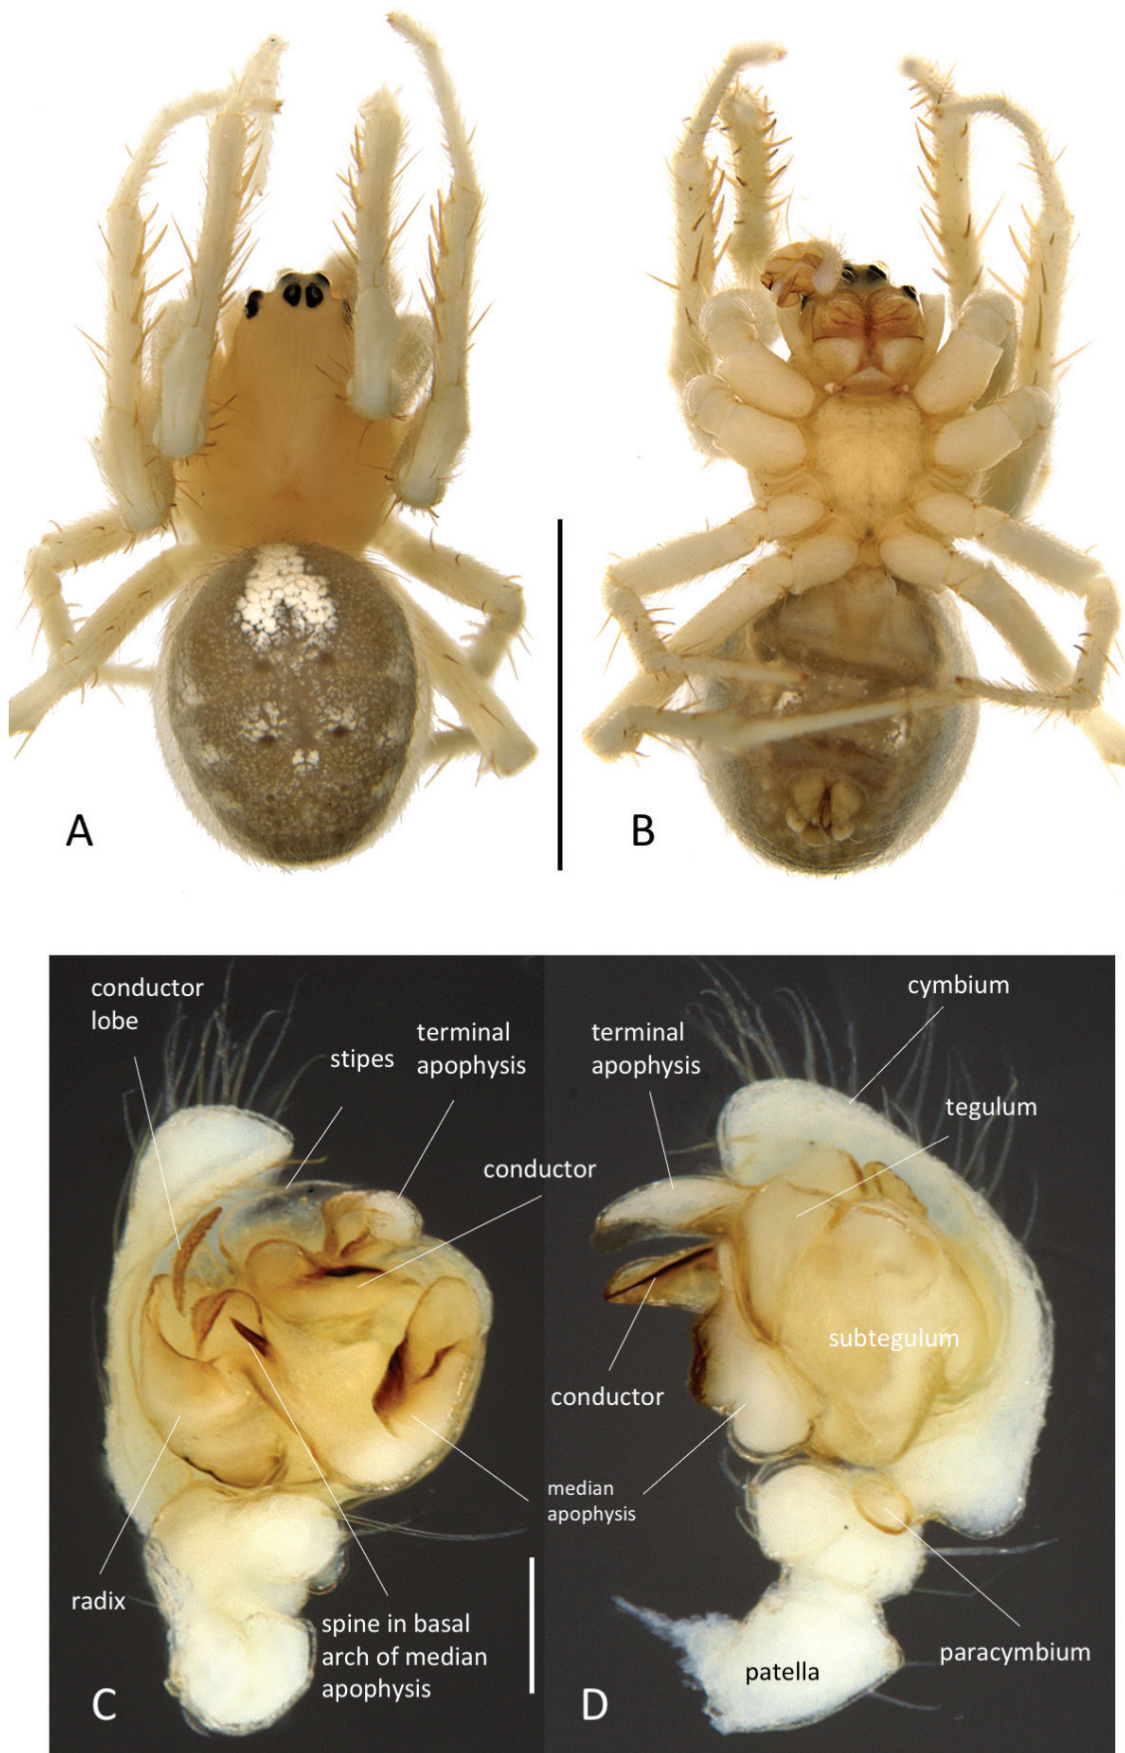 A
B
conductor
lobe
stipes
terminal
apophysis
conductor
radix
spine in basal
arch of median
apophysis
C
median
apophysis
terminal
apophysis
cymbium
tegulum
subtegulum
conductor
paracymbium
patella
D